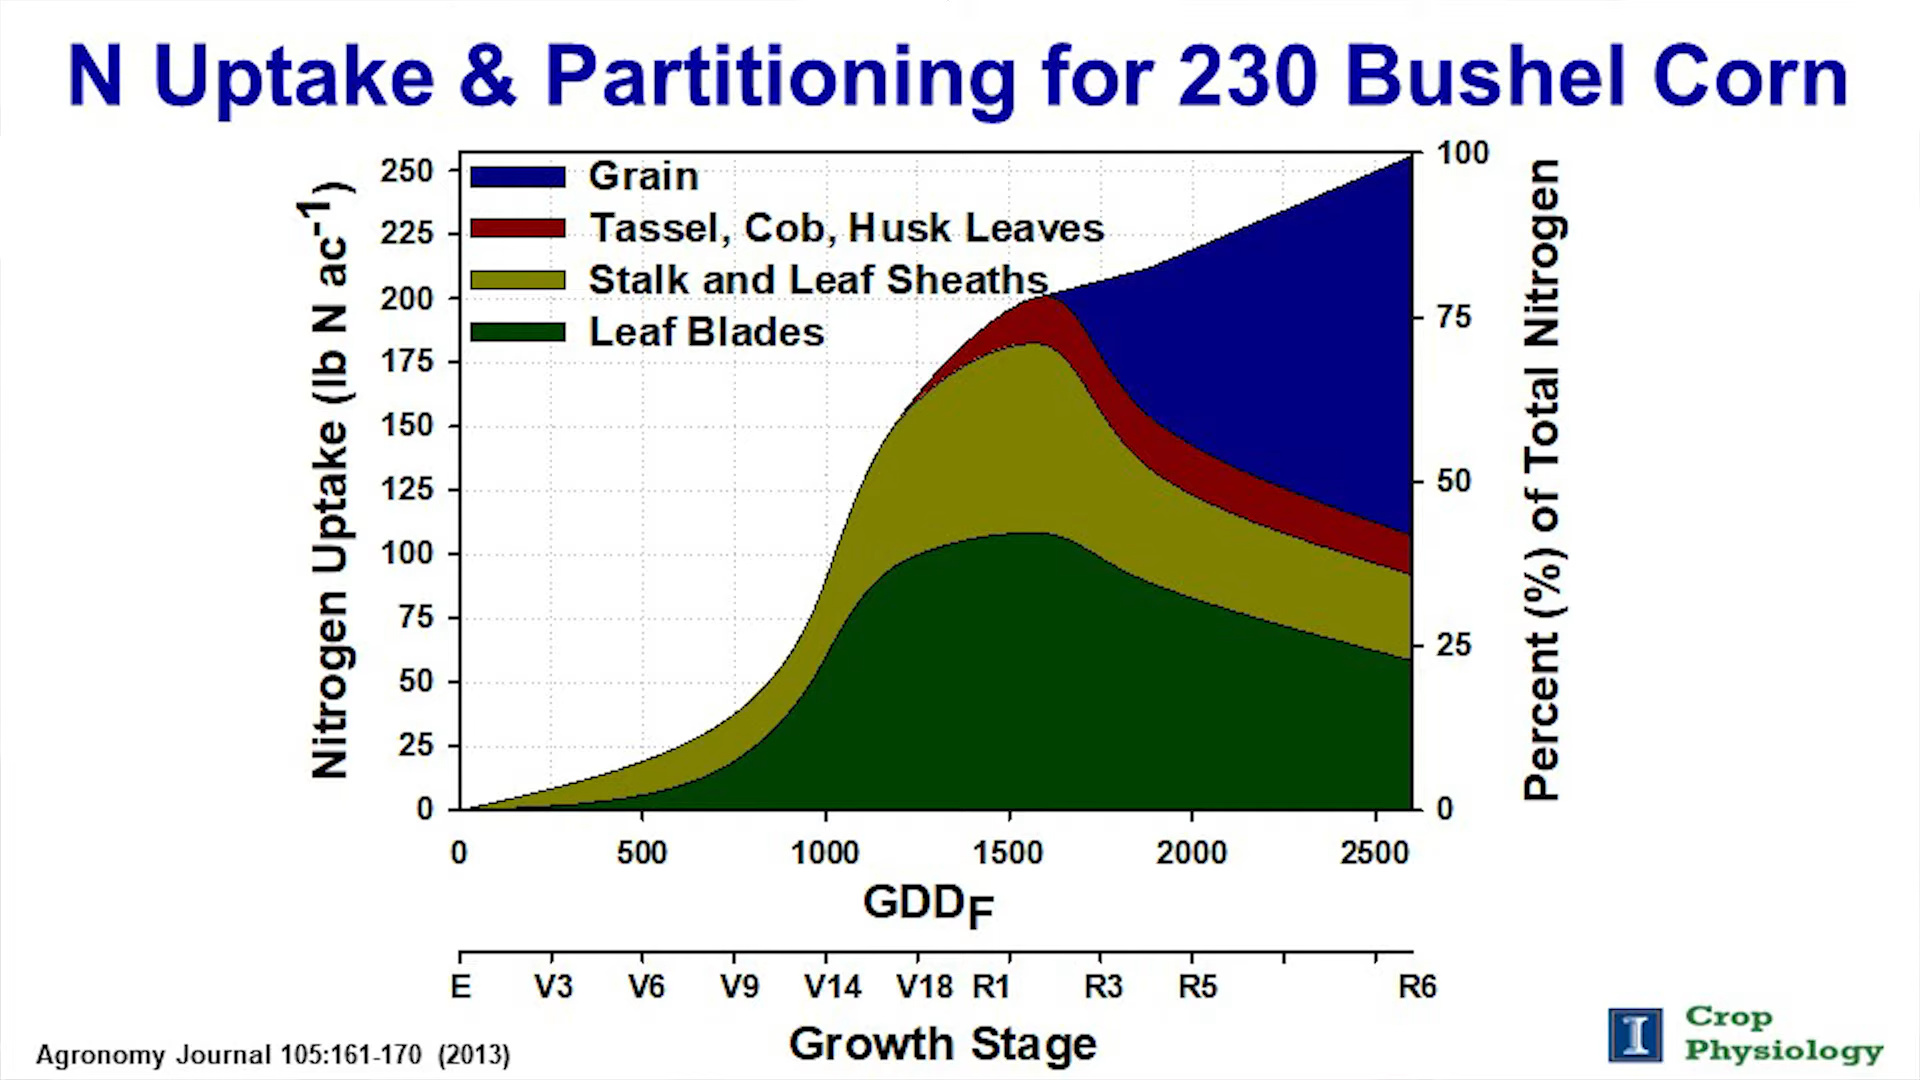 N Uptake & Partitioning for 230 Bushel Corn
Nitrogen Uptake (lb N ac-1)
250
225
200
175
150
125
100
75
50
25
0
Grain
Tassel, Cob, Husk Leaves
Stalk and Leaf Sheaths
Leaf Blades
100
75
50
25
0
Percent (%) of Total Nitrogen
0 500 1000 1500 2000 2500
GDDF
E V3 V6 V9 V14 V18 R1 R3 R5 R6
Growth Stage
Agronomy Journal 105:161-170 (2013)
I
Crop
Physiology